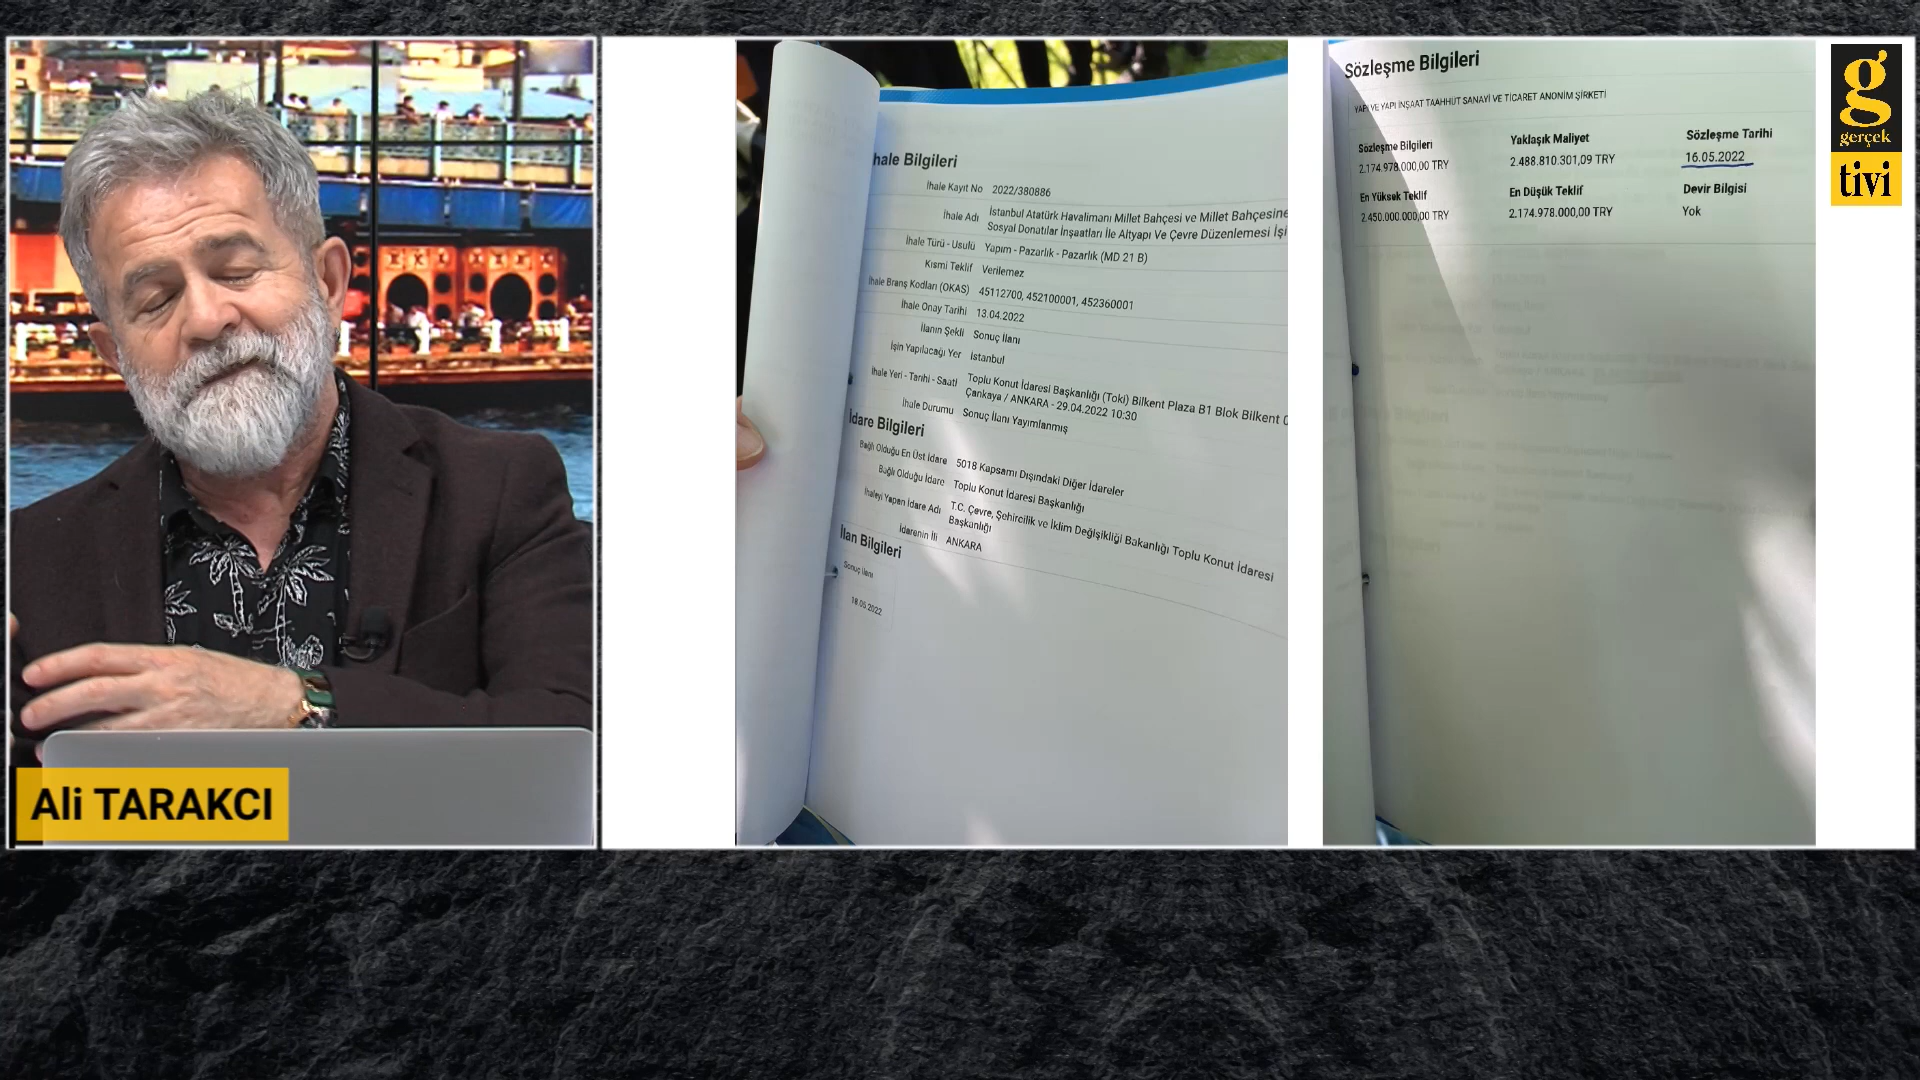 Ali TARAKCI
hale Bilgileri
İhale Kayıt No 2022/380886
İhale Adı İstanbul Atatürk Havalimanı Millet Bahçesi ve Millet Bahçesine
Sosyal Donatılar İnşaatları İle Altyapı Ve Çevre Düzenlemesi İşi
İhale Türü - Usulü Yapım - Pazarlık - Pazarlık (MD 21 B)
Kısmi Teklif Verilemez
İhale Branş Kodları (OKAS) 45112700, 452100001, 452360001
İhale Onay Tarihi 13.04.2022
İlanın Şekli Sonuç İlanı
İşin Yapılacağı Yer İstanbul
İhale Yeri - Tarihi - Saati Toplu Konut İdaresi Başkanlığı (Toki) Bilkent Plaza B1 Blok Bilkent
Çankaya / ANKARA - 29.04.2022 10:30
İhale Durumu Sonuç İlanı Yayımlanmış
İdare Bilgileri
Bağlı Olduğu En Üst İdare 5018 Kapsamı Dışındaki Diğer İdareler
Bağlı Olduğu İdare Toplu Konut İdaresi Başkanlığı
İhaleyi Yapan İdare Adı T.C. Çevre, Şehircilik ve İklim Değişikliği Bakanlığı Toplu Konut İdaresi
Başkanlığı
İdarenin İli ANKARA
İlan Bilgileri
Sonuç İlanı
18.05.2022
Sözleşme Bilgileri
YAPI VE YAPI İNŞAAT TAAHHÜT SANAYİ VE TİCARET ANONİM ŞİRKETİ
Sözleşme Bilgileri Yaklaşık Maliyet Sözleşme Tarihi
2.174.978.000,00 TRY 2.488.810.301,09 TRY 16.05.2022
En Yüksek Teklif En Düşük Teklif Devir Bilgisi
2.450.000.000,00 TRY 2.174.978.000,00 TRY Yok
g
gerçek
tivi